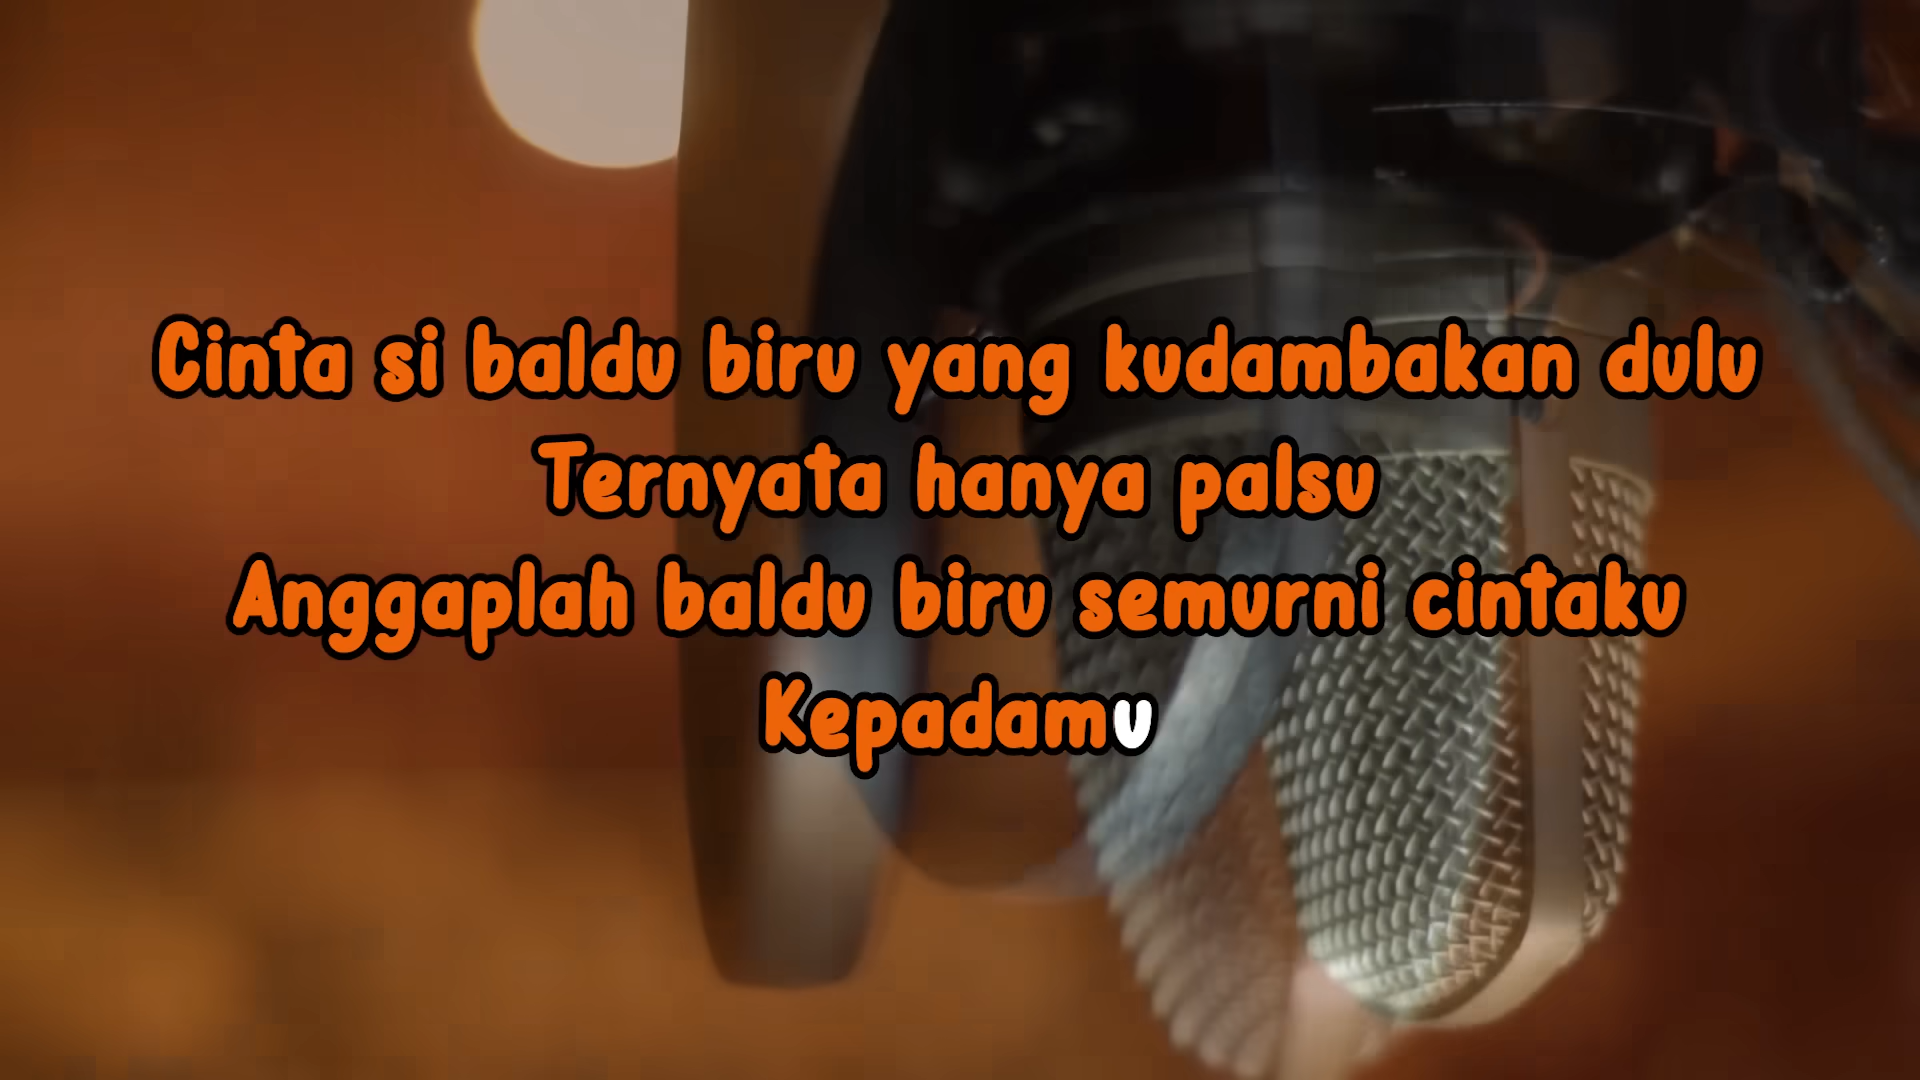 Cinta si baldu biru yang kudambakan dulu
Ternyata hanya palsu
Anggaplah baldu biru semurni cintaku
Kepadamu